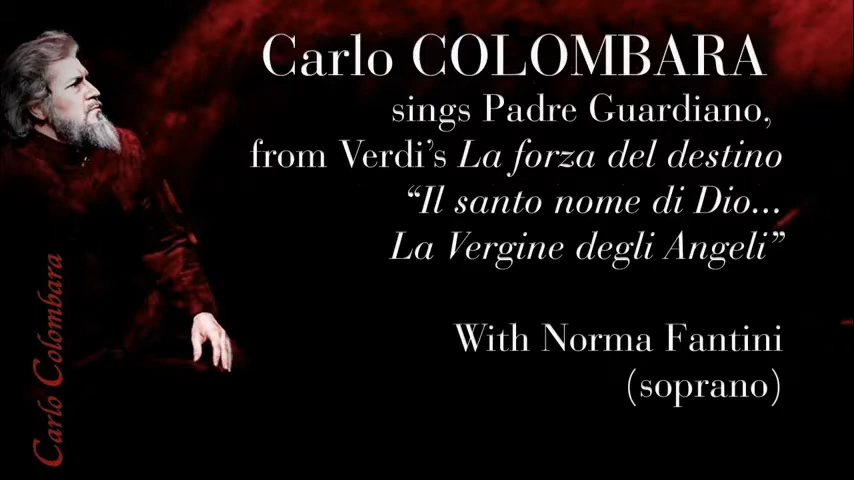 Carlo COLOMBARA
sings Padre Guardiano,
from Verdi's La forza del destino
“Il santo nome di Dio...
La Vergine degli Angeli”
With Norma Fantini
(soprano)
Carlo Colombara